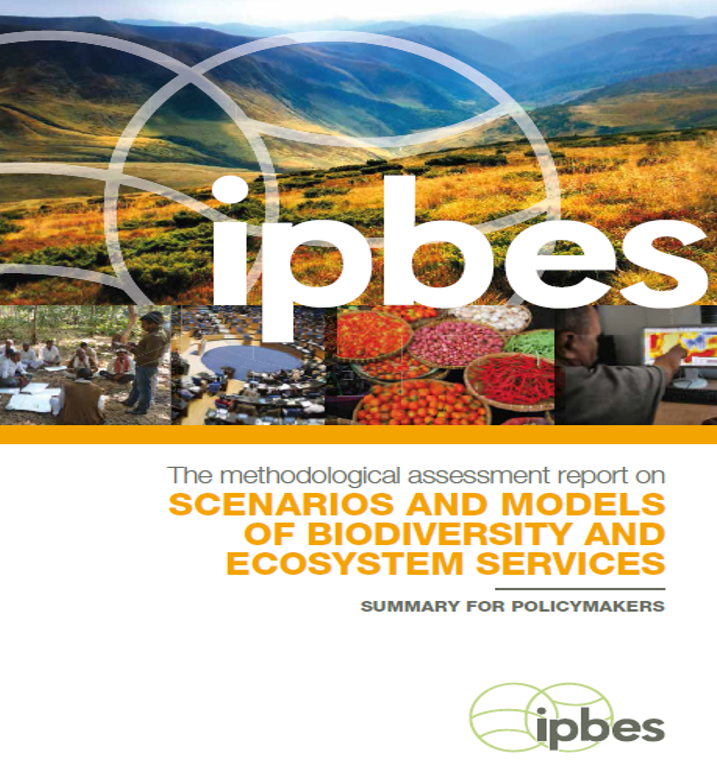 ipbes
The methodological assessment report on
SCENARIOS AND MODELS
OF BIODIVERSITY AND
ECOSYSTEM SERVICES
SUMMARY FOR POLICYMAKERS
ipbes